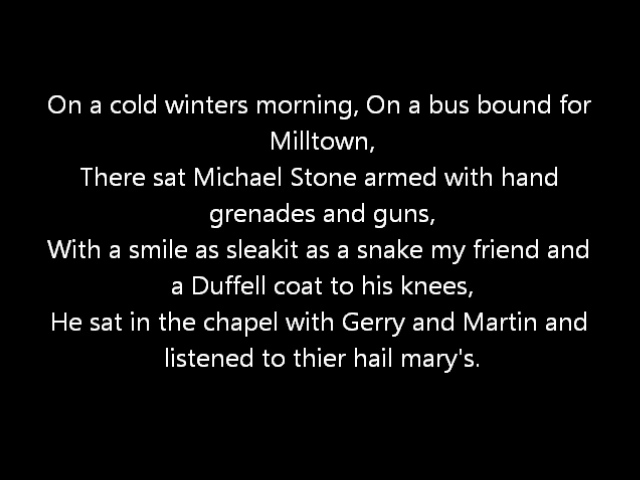 On a cold winters morning, On a bus bound for
Milltown,
There sat Michael Stone armed with hand
grenades and guns,
With a smile as sleakit as a snake my friend and
a Duffell coat to his knees,
He sat in the chapel with Gerry and Martin and
listened to thier hail mary's.